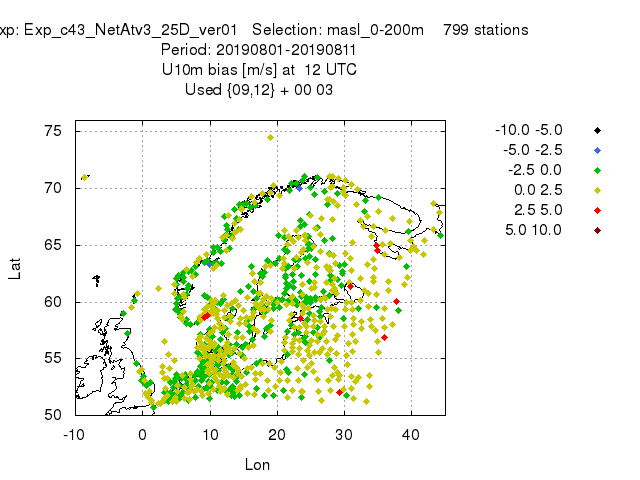 xp: Exp_c43_NetAtv3_25D_ver01 Selection: masl_0-200m 799 stations
Period: 20190801-20190811
U10m bias [m/s] at 12 UTC
Used {09,12} + 00 03
-10.0 -5.0
-5.0 -2.5
-2.5 0.0
0.0 2.5
2.5 5.0
5.0 10.0
75
70
65
60
55
50
Lat
-10 0 10 20 30 40
Lon